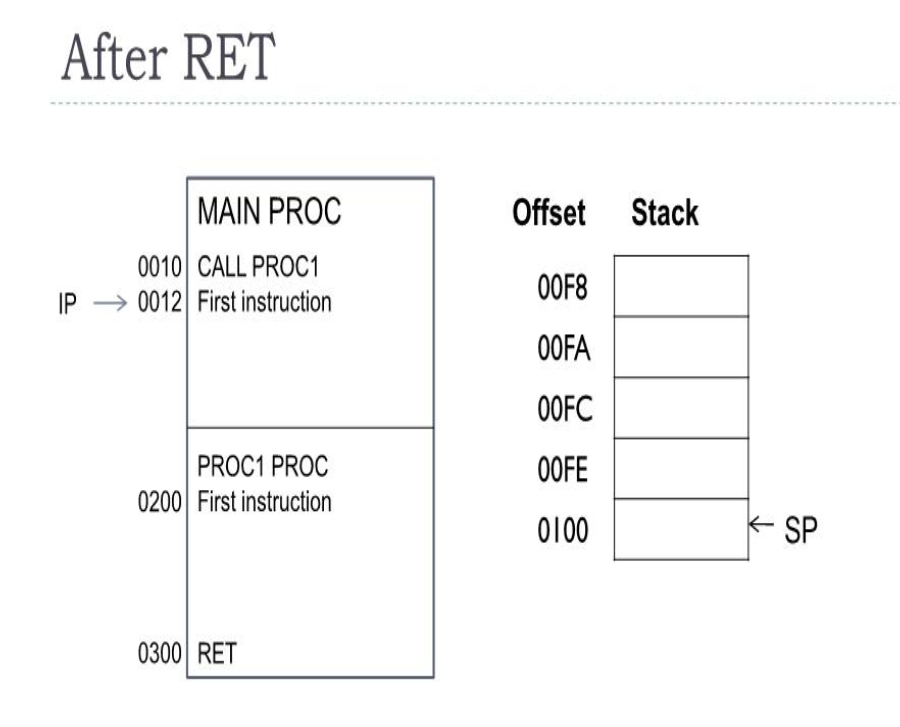 After RET
MAIN PROC
0010 CALL PROC1
IP → 0012 First instruction
PROC1 PROC
0200 First instruction
0300 RET
Offset Stack
00F8
00FA
00FC
00FE
0100 ← SP